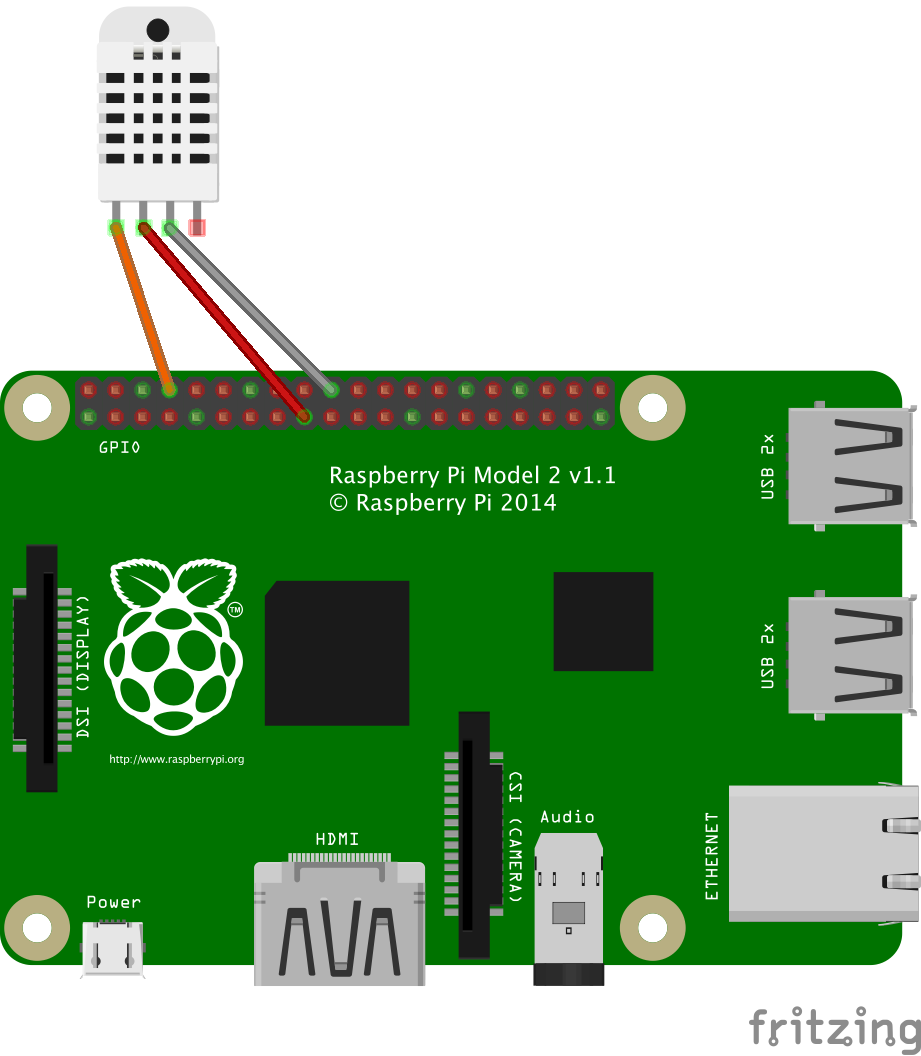 GPIO
Raspberry Pi Model 2 v1.1
© Raspberry Pi 2014
USB 2x
USB 2x
DSI (DISPLAY)
TM
http://www.raspberrypi.org
CSI (CAMERA)
Audio
ETHERNET
HDMI
Power
fritzing